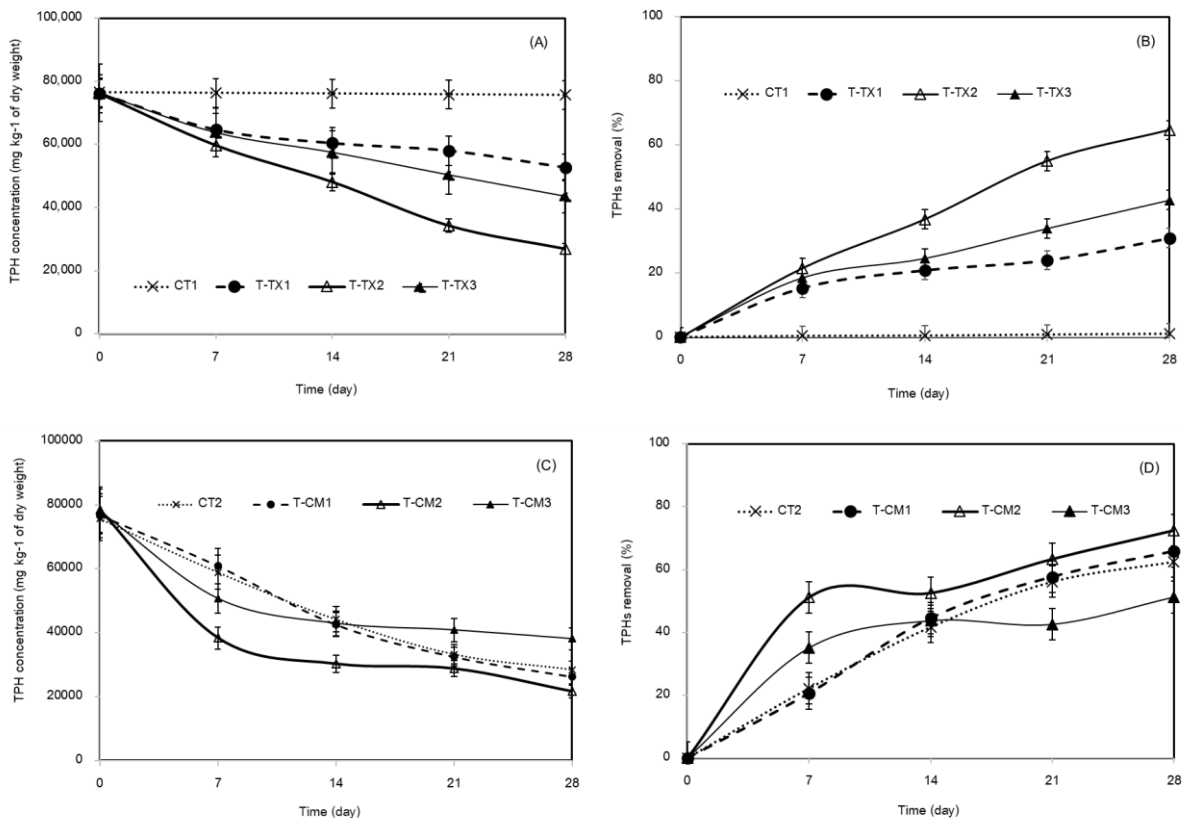 (A)
TPH concentration (mg kg-1 of dry weight)
100,000
80,000
60,000
40,000
20,000
0
CT1 T-TX1 T-TX2 T-TX3
0 7 14 21 28
Time (day)
(B)
TPHs removal (%)
100
80
60
40
20
0
CT1 T-TX1 T-TX2 T-TX3
0 7 14 21 28
Time (day)
(C)
TPH concentration (mg kg-1 of dry weight)
100000
80000
60000
40000
20000
0
CT2 T-CM1 T-CM2 T-CM3
0 7 14 21 28
Time (day)
(D)
TPHs removal (%)
100
80
60
40
20
0
CT2 T-CM1 T-CM2 T-CM3
0 7 14 21 28
Time (day)